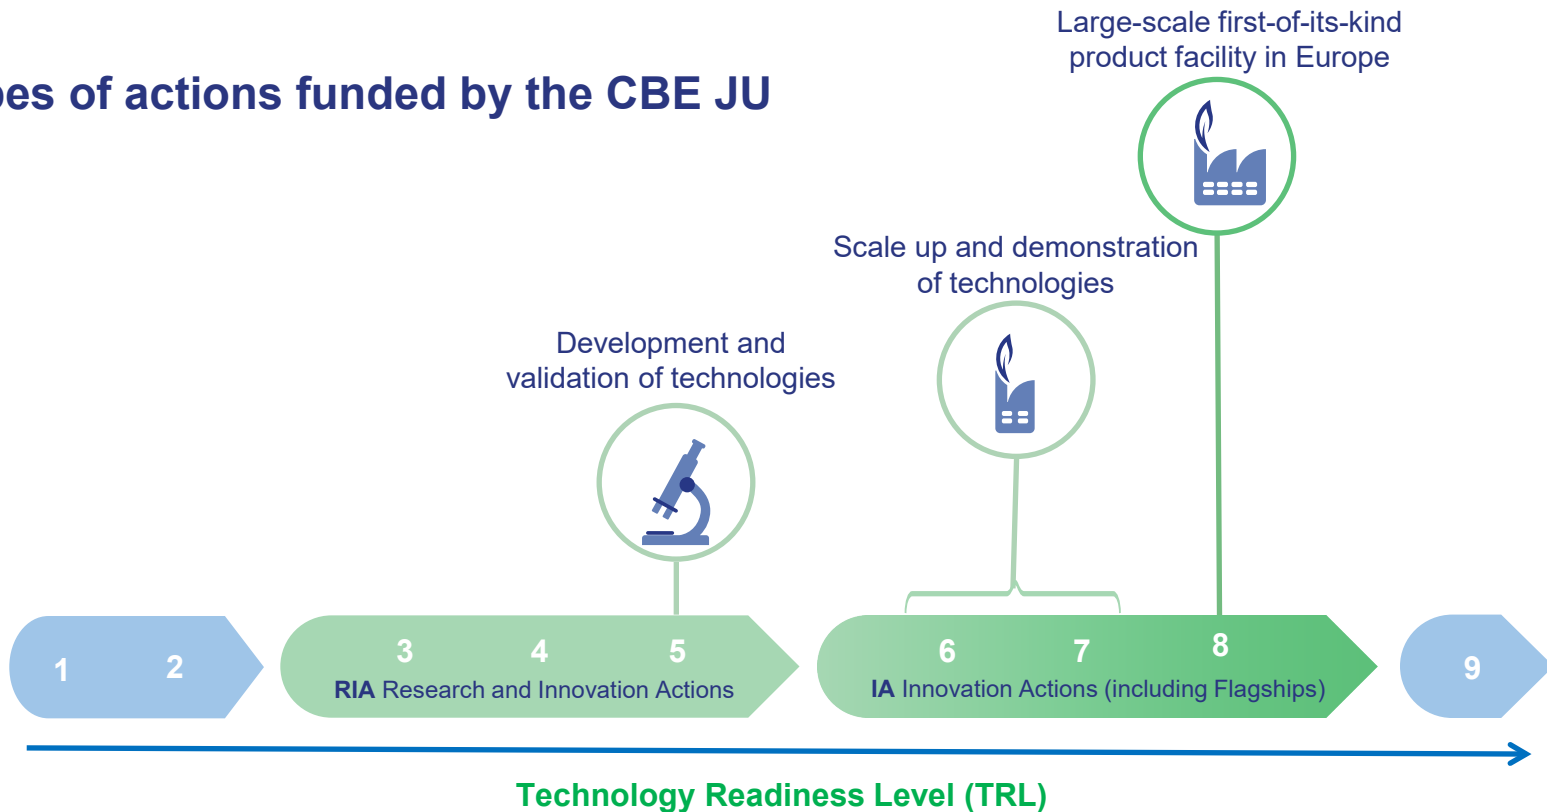 of actions funded by the CBE JU
Large-scale first-of-its-kind
product facility in Europe
Scale up and demonstration
of technologies
Development and
validation of technologies
1 2 3 4 5 6 7 8 9
RIA Research and Innovation Actions
IA Innovation Actions (including Flagships)
Technology Readiness Level (TRL)